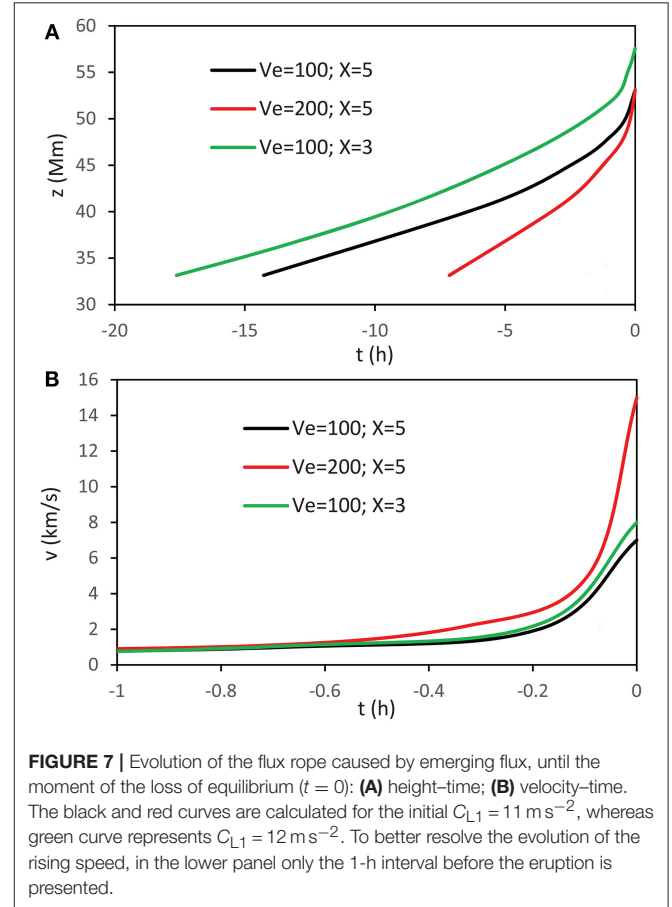 A
60
55
50
45
40
35
30
z (Mm)
Ve=100; X=5
Ve=200; X=5
Ve=100; X=3
-20 -15 -10 -5 0
t (h)
B
16
14
12
10
8
6
4
2
0
v (km/s)
Ve=100; X=5
Ve=200; X=5
Ve=100; X=3
-1 -0.8 -0.6 -0.4 -0.2 0
t (h)
FIGURE 7 | Evolution of the flux rope caused by emerging flux, until the
moment of the loss of equilibrium (t = 0): (A) height–time; (B) velocity–time.
The black and red curves are calculated for the initial C_L1 = 11 m s⁻², whereas
green curve represents C_L1 = 12 m s⁻². To better resolve the evolution of the
rising speed, in the lower panel only the 1-h interval before the eruption is
presented.